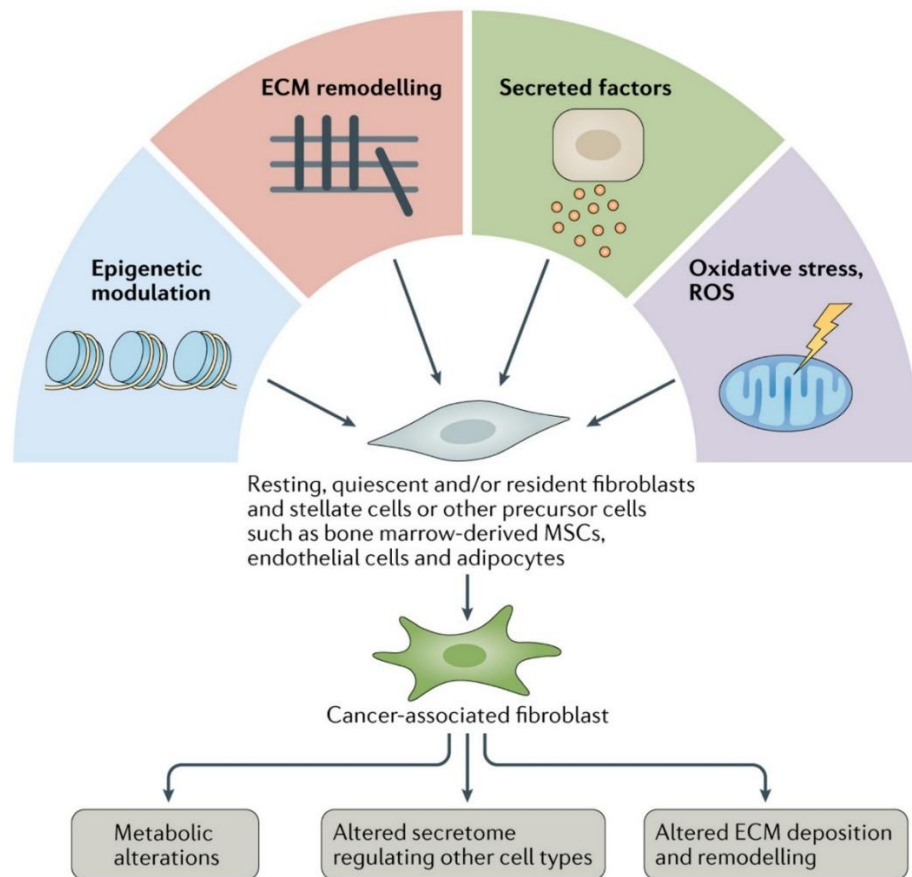 ECM remodelling
Secreted factors
Epigenetic
modulation
Oxidative stress,
ROS
Resting, quiescent and/or resident fibroblasts
and stellate cells or other precursor cells
such as bone marrow-derived MSCs,
endothelial cells and adipocytes
Cancer-associated fibroblast
Metabolic
alterations
Altered secretome
regulating other cell types
Altered ECM deposition
and remodelling